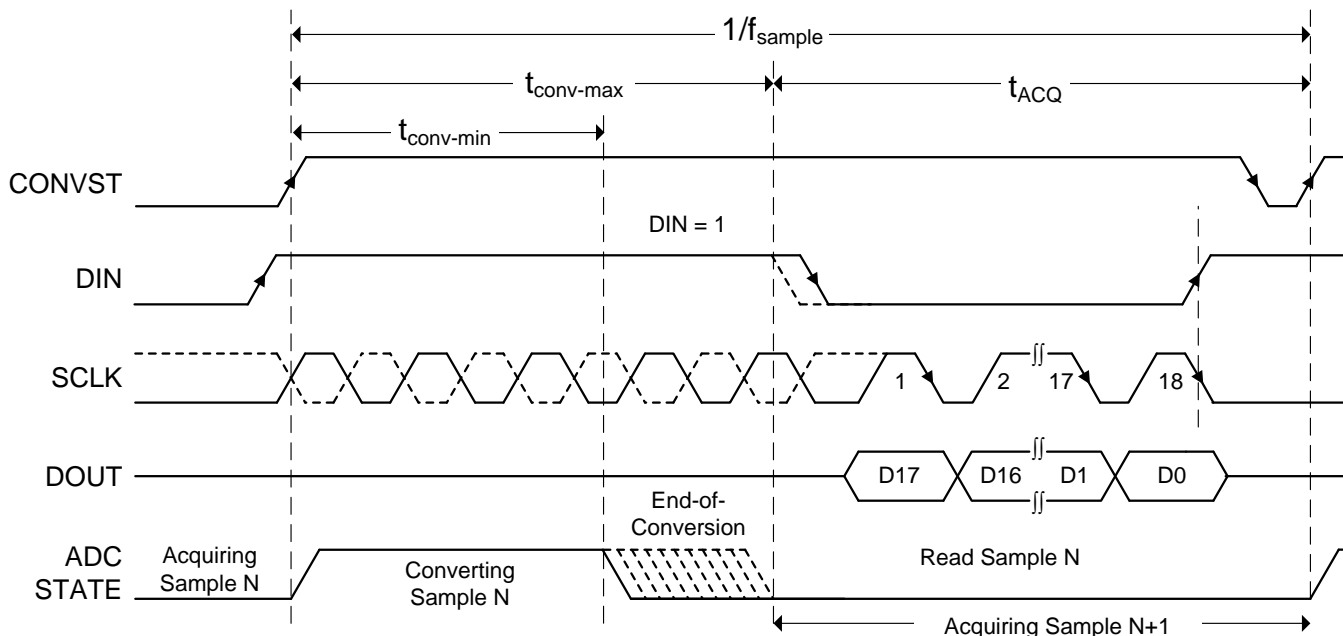 1/fsample
tconv-max
tACQ
tconv-min
CONVST
DIN = 1
DIN
SCLK
1
2
17
18
∫∫
DOUT
D17
D16
D1
D0
∫∫
∫∫
End-of-
Conversion
ADC
STATE
Acquiring
Sample N
Converting
Sample N
Read Sample N
Acquiring Sample N+1